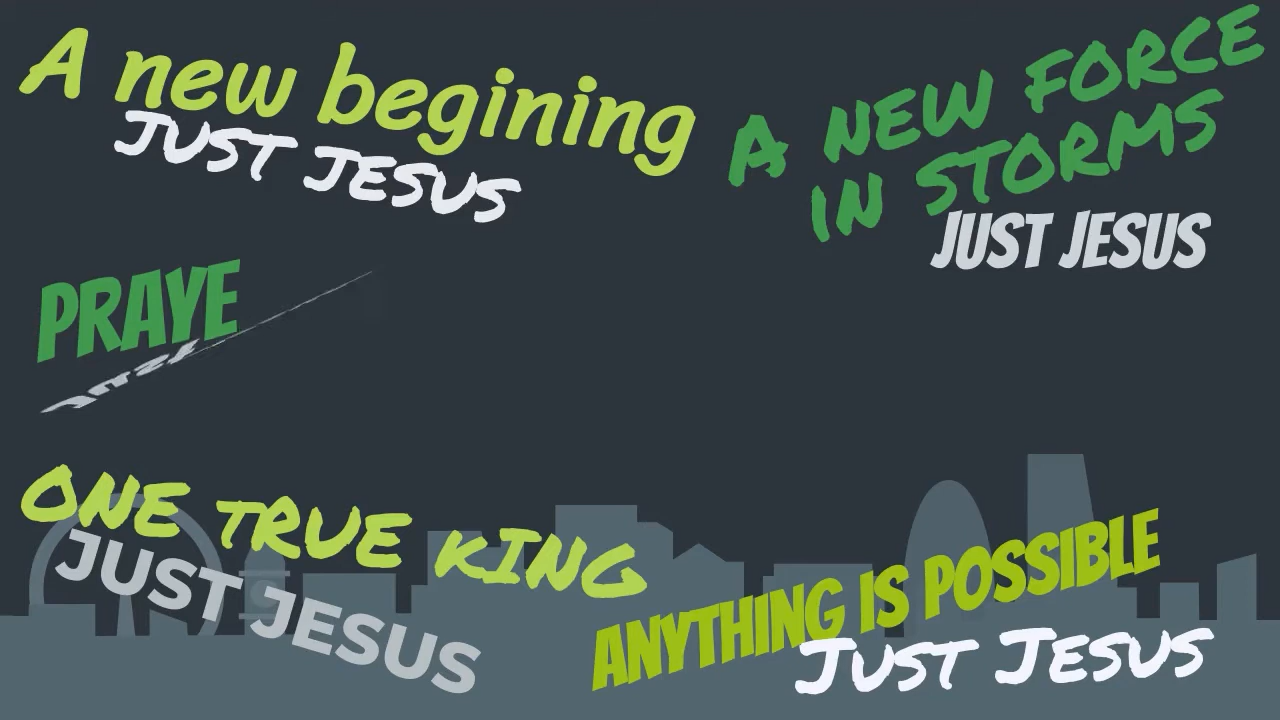 A new begining
JUST JESUS
A NEW FORCE
IN STORMS
JUST JESUS
PRAYE
ONE TRUE KING
JUST JESUS
ANYTHING IS POSSIBLE
JUST JESUS